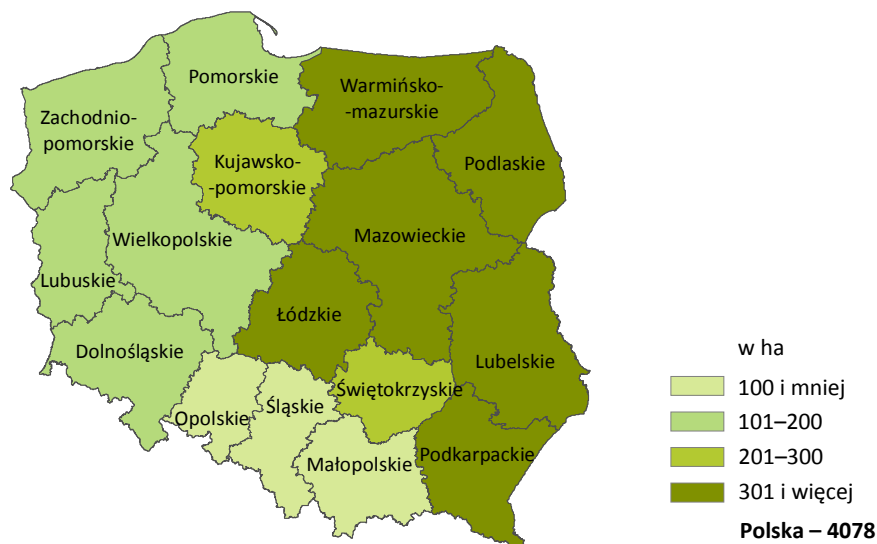 Pomorskie
Warmińsko-
-mazurskie
Zachodnio-
pomorskie
Podlaskie
Kujawsko-
-pomorskie
Wielkopolskie
Mazowieckie
Lubuskie
Łódzkie
Dolnośląskie
Lubelskie
Świętokrzyskie
Opolskie
Śląskie
Małopolskie
Podkarpackie
w ha
100 i mniej
101–200
201–300
301 i więcej
Polska – 4078